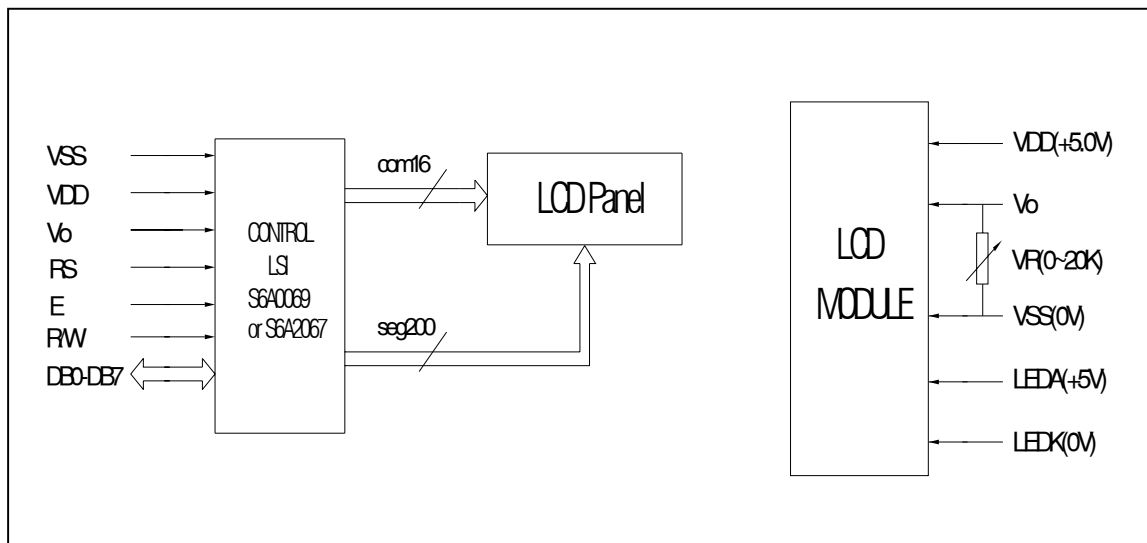 VSS
VDD
Vo
RS
E
R/W
DB0-DB7
CONTROL
LSI
S6A0069
or S6A2067
com16
seg200
LCD Panel
LCD
MODULE
VDD(+5.0V)
Vo
VR(0~20K)
VSS(0V)
LEDA(+5V)
LEDK(0V)